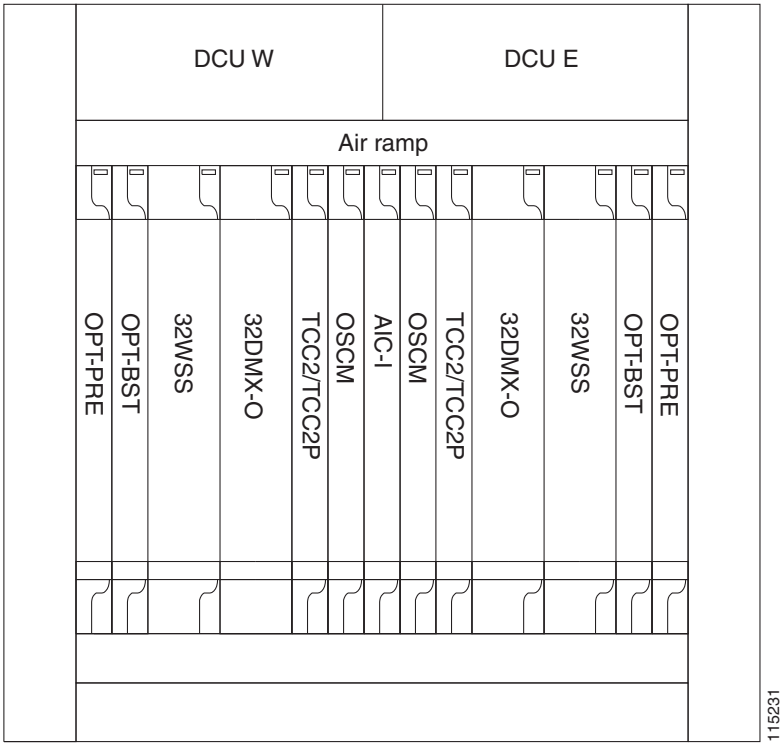 DCU W
DCU E
Air ramp
OPT-PRE
OPT-BST
32WSS
32DMX-O
TCC2/TCC2P
OSCM
AIC-I
OSCM
TCC2/TCC2P
32DMX-O
32WSS
OPT-BST
OPT-PRE
115231